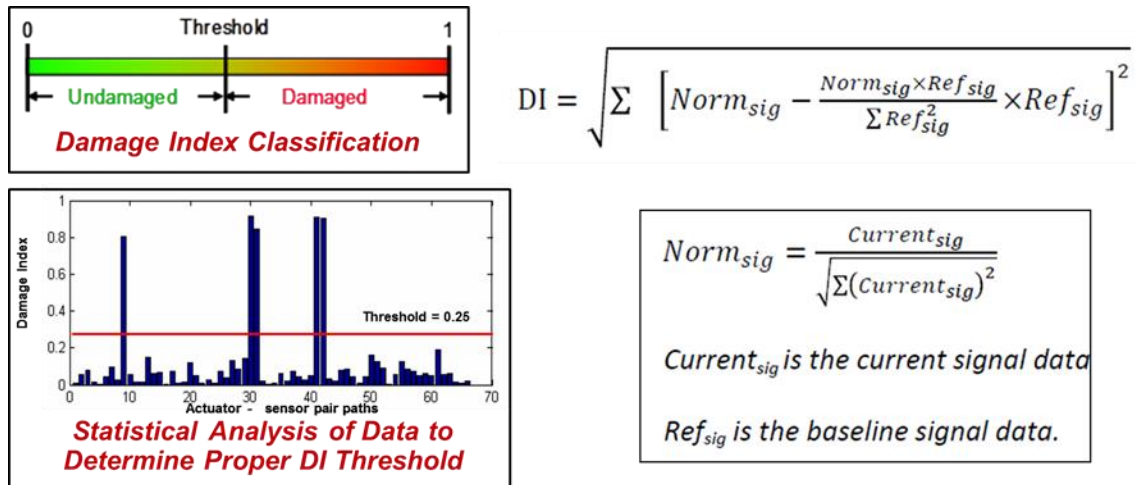 0 Threshold 1
Undamaged Damaged
Damage Index Classification
DI = √Σ [Norm_sig − (Norm_sig×Ref_sig / ΣRef²_sig) ×Ref_sig]²
1
0.8
0.6
0.4
0.2
0
Damage Index
Threshold = 0.25
0 10 20 30 40 50 60 70
Actuator - sensor pair paths
Statistical Analysis of Data to
Determine Proper DI Threshold
Norm_sig = Current_sig / √Σ(Current_sig)²
Current_sig is the current signal data
Ref_sig is the baseline signal data.